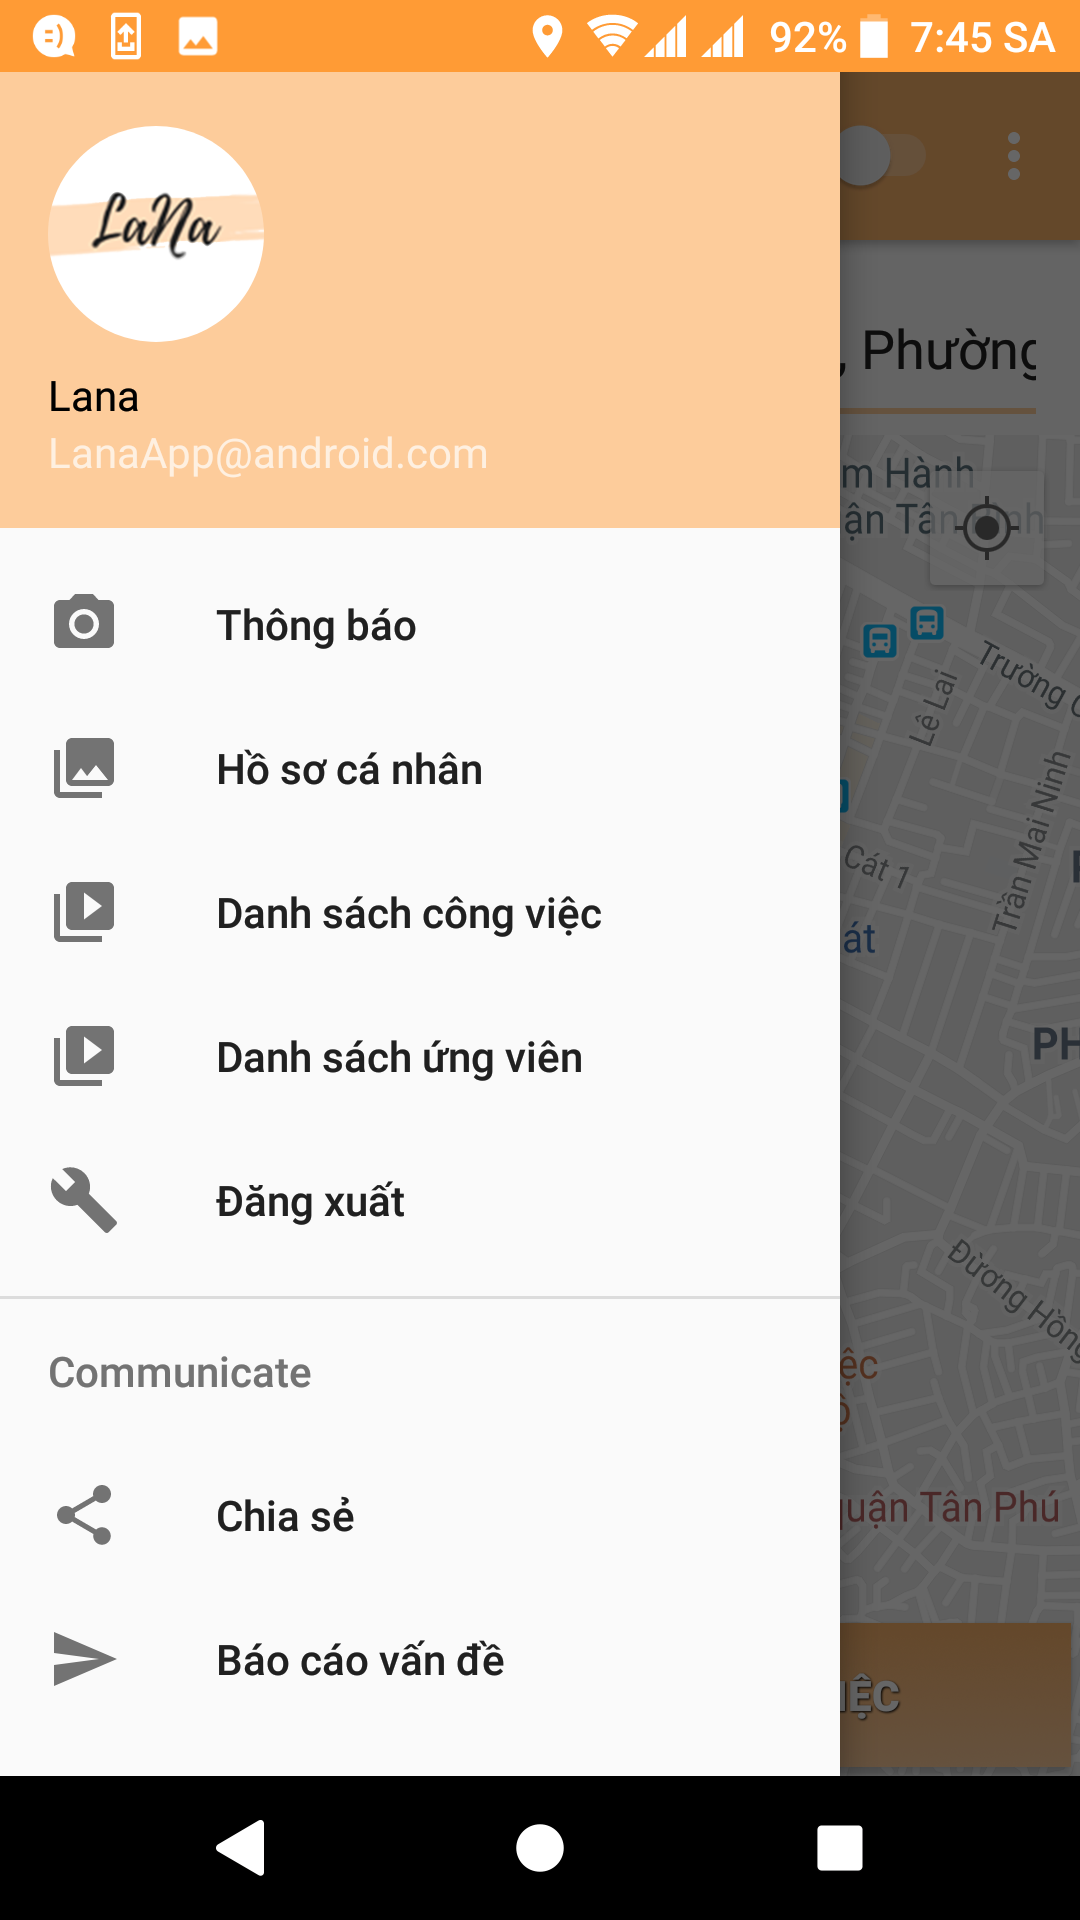 92% 7:45 SA
LaNa
Lana
LanaApp@android.com
Thông báo
Hồ sơ cá nhân
Danh sách công việc
Danh sách ứng viên
Đăng xuất
Communicate
Chia sẻ
Báo cáo vấn đề
, Phường
m Hành
ận Tân Bình
Trường
Lê Lai
Trần Mai Ninh
Cát 1
át
PH
Đường Hồng
ệc
quận Tân Phú
IỆC